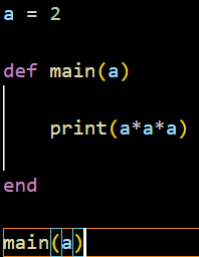 a = 2
def main(a)
print(a*a*a)
end
main(a)